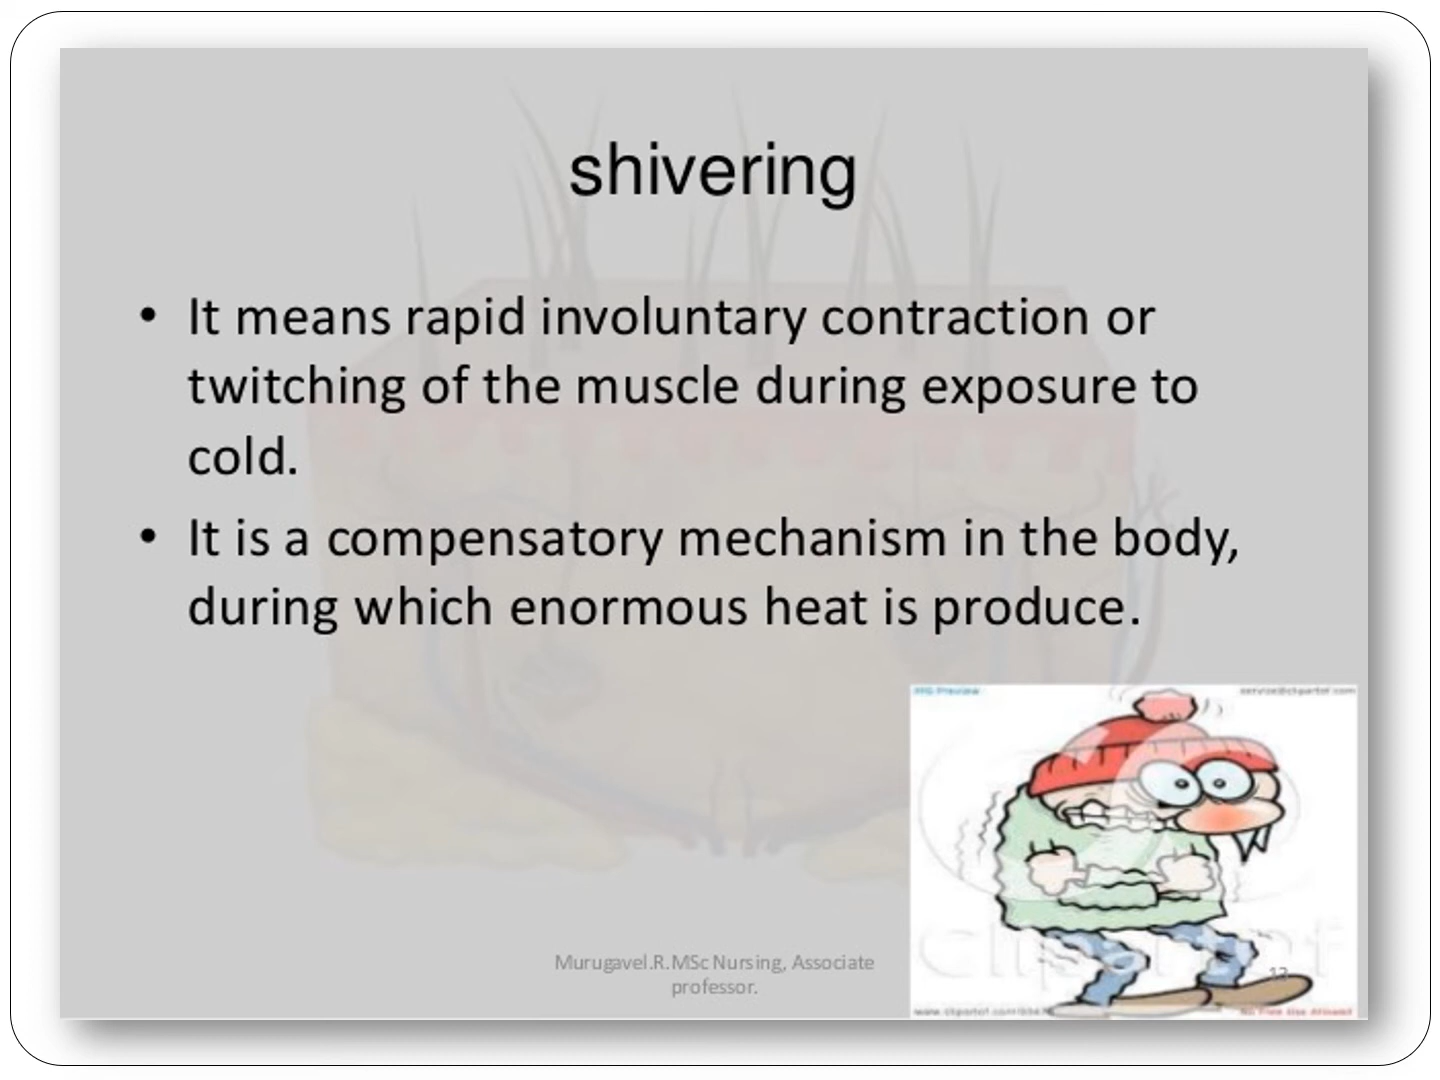 shivering
• It means rapid involuntary contraction or
twitching of the muscle during exposure to
cold.
• It is a compensatory mechanism in the body,
during which enormous heat is produce.
Murugavel.R.MSc Nursing, Associate
professor.